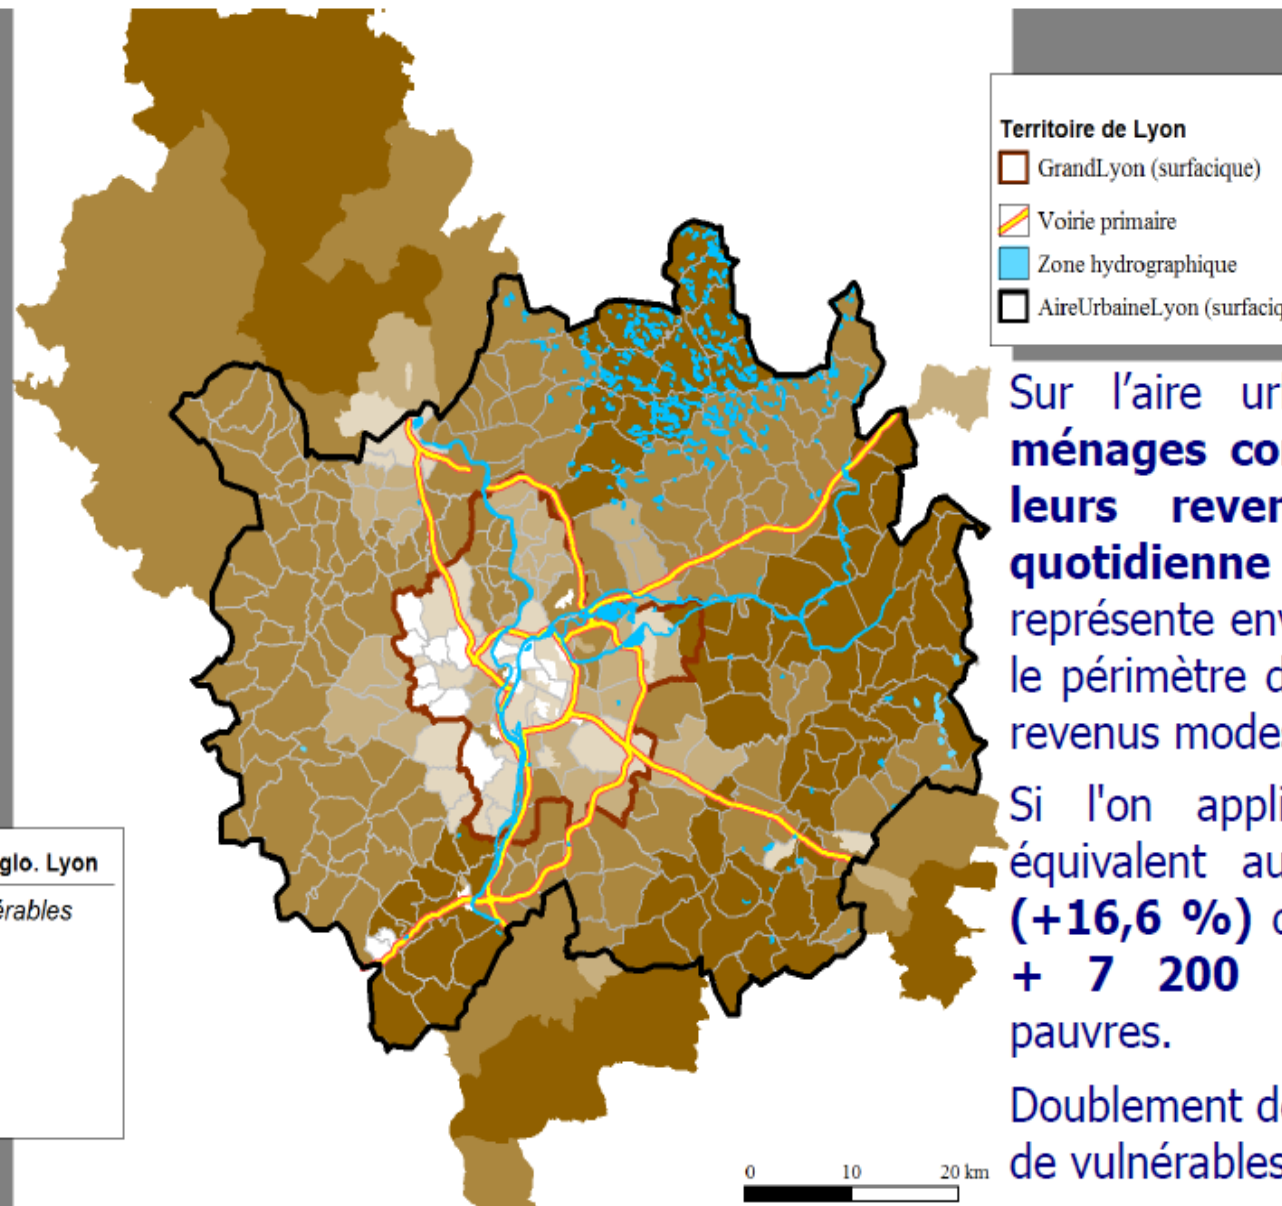 Territoire de Lyon
GrandLyon (surfacique)
Voirie primaire
Zone hydrographique
AireUrbaineLyon (surfaciq
Sur l’aire ur
ménages co
leurs rever
quotidienne
représente env
le périmètre d
revenus mode
Si l'on appli
équivalent au
(+16,6 %) d
+ 7 200
pauvres.
Doublement de
de vulnérables
glo. Lyon
érables
0 10 20 km